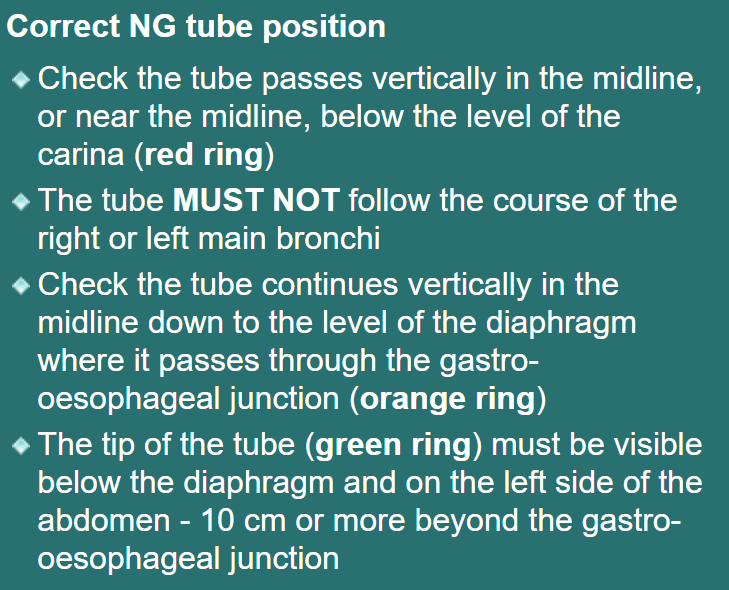 Correct NG tube position
Check the tube passes vertically in the midline,
or near the midline, below the level of the
carina (red ring)
The tube MUST NOT follow the course of the
right or left main bronchi
Check the tube continues vertically in the
midline down to the level of the diaphragm
where it passes through the gastro-
oesophageal junction (orange ring)
The tip of the tube (green ring) must be visible
below the diaphragm and on the left side of the
abdomen - 10 cm or more beyond the gastro-
oesophageal junction